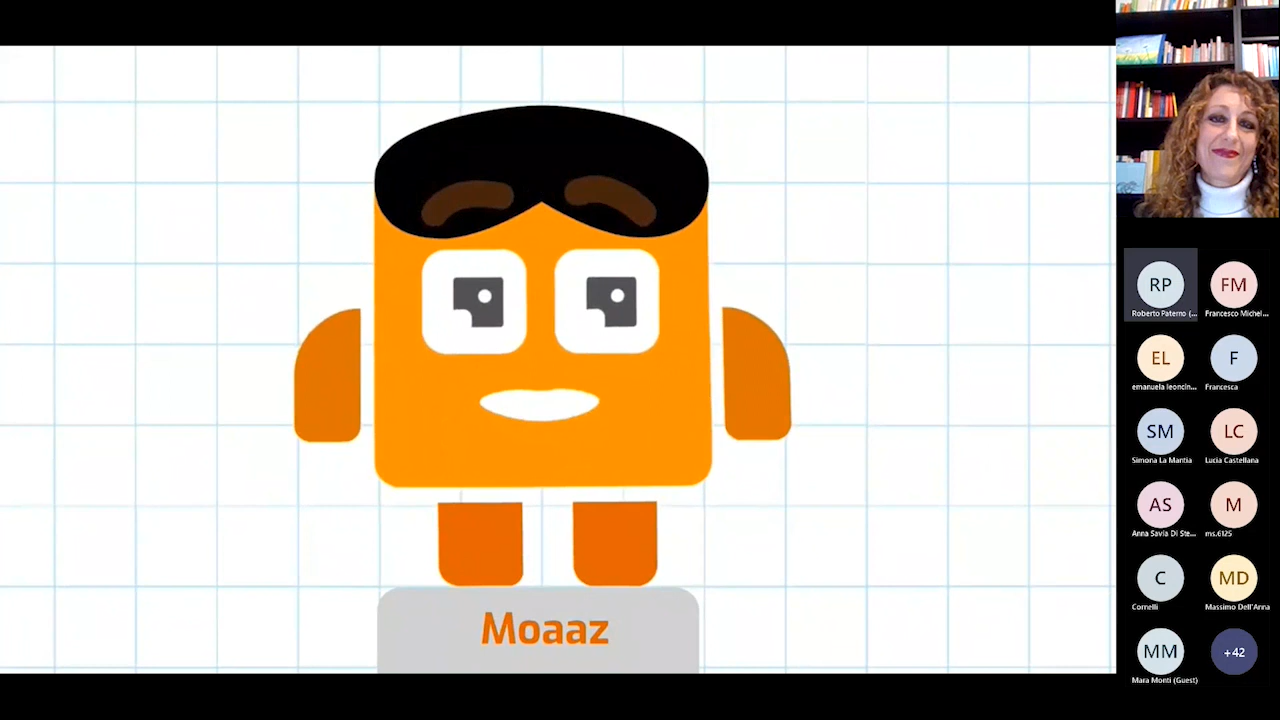 Moaaz
RP
Roberto Paterno (...
FM
Francesco Michel...
EL
emanuela leoncin...
F
Francesca
SM
Simona La Mantia
LC
Lucia Castellana
AS
Anna Savia Di Ste...
M
ms.6125
C
Cornelli
MD
Massimo Dell'Anna
MM
Mara Monti (Guest)
+42